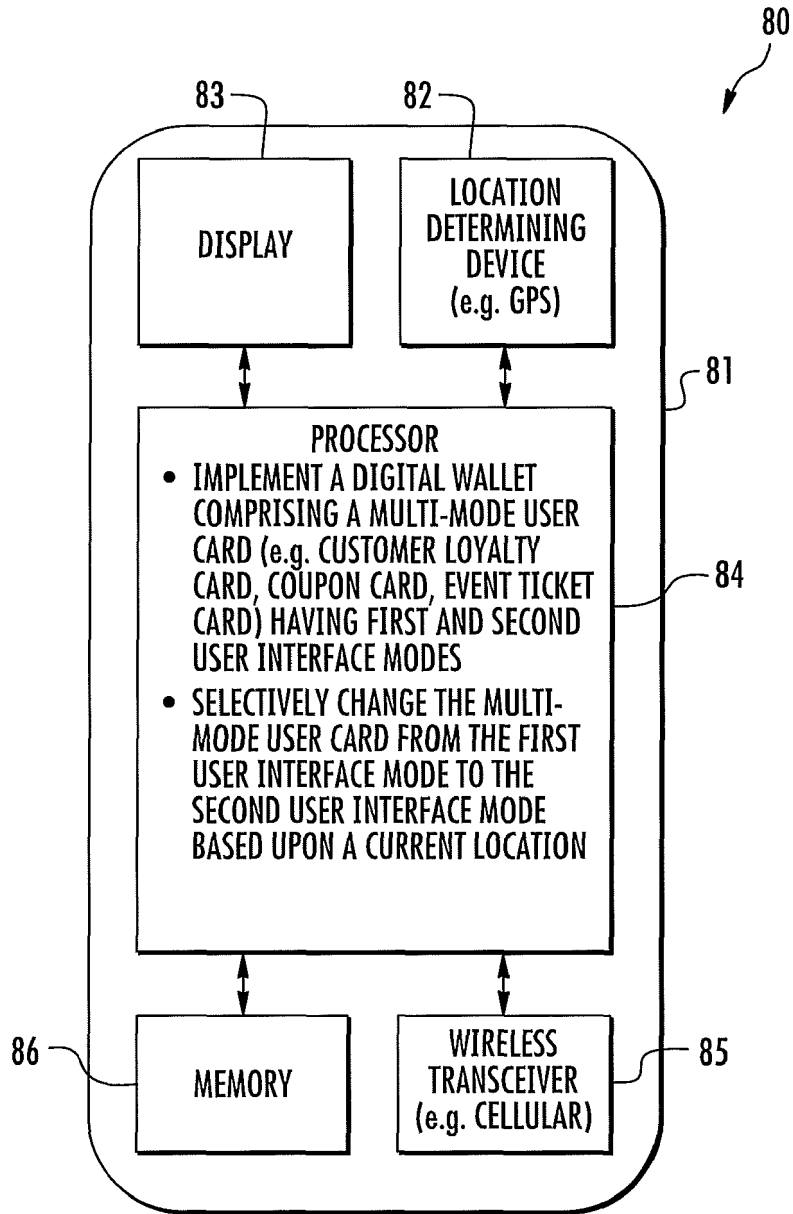 80
83
82
DISPLAY
LOCATION
DETERMINING
DEVICE
(e.g. GPS)
81
PROCESSOR
• IMPLEMENT A DIGITAL WALLET
COMPRISING A MULTI-MODE USER
CARD (e.g. CUSTOMER LOYALTY
CARD, COUPON CARD, EVENT TICKET
CARD) HAVING FIRST AND SECOND
USER INTERFACE MODES
• SELECTIVELY CHANGE THE MULTI-
MODE USER CARD FROM THE FIRST
USER INTERFACE MODE TO THE
SECOND USER INTERFACE MODE
BASED UPON A CURRENT LOCATION
84
86
MEMORY
WIRELESS
TRANSCEIVER
(e.g. CELLULAR)
85